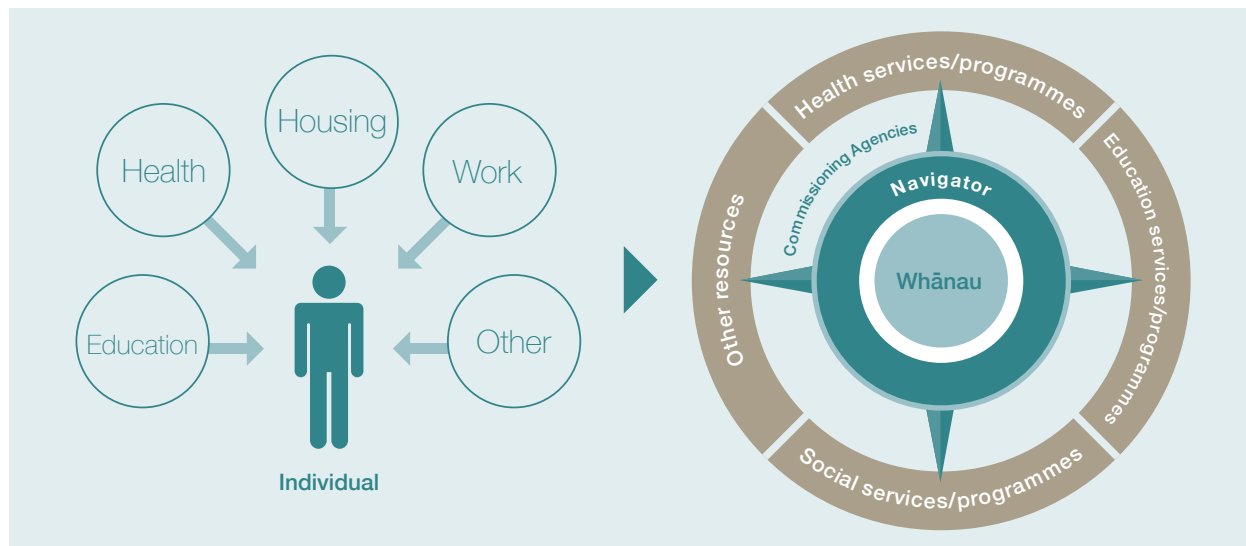 Housing
Health
Work
Education
Other
Individual
Health services/programmes
Education services/programmes
Social services/programmes
Other resources
Commissioning Agencies
Navigator
Whānau